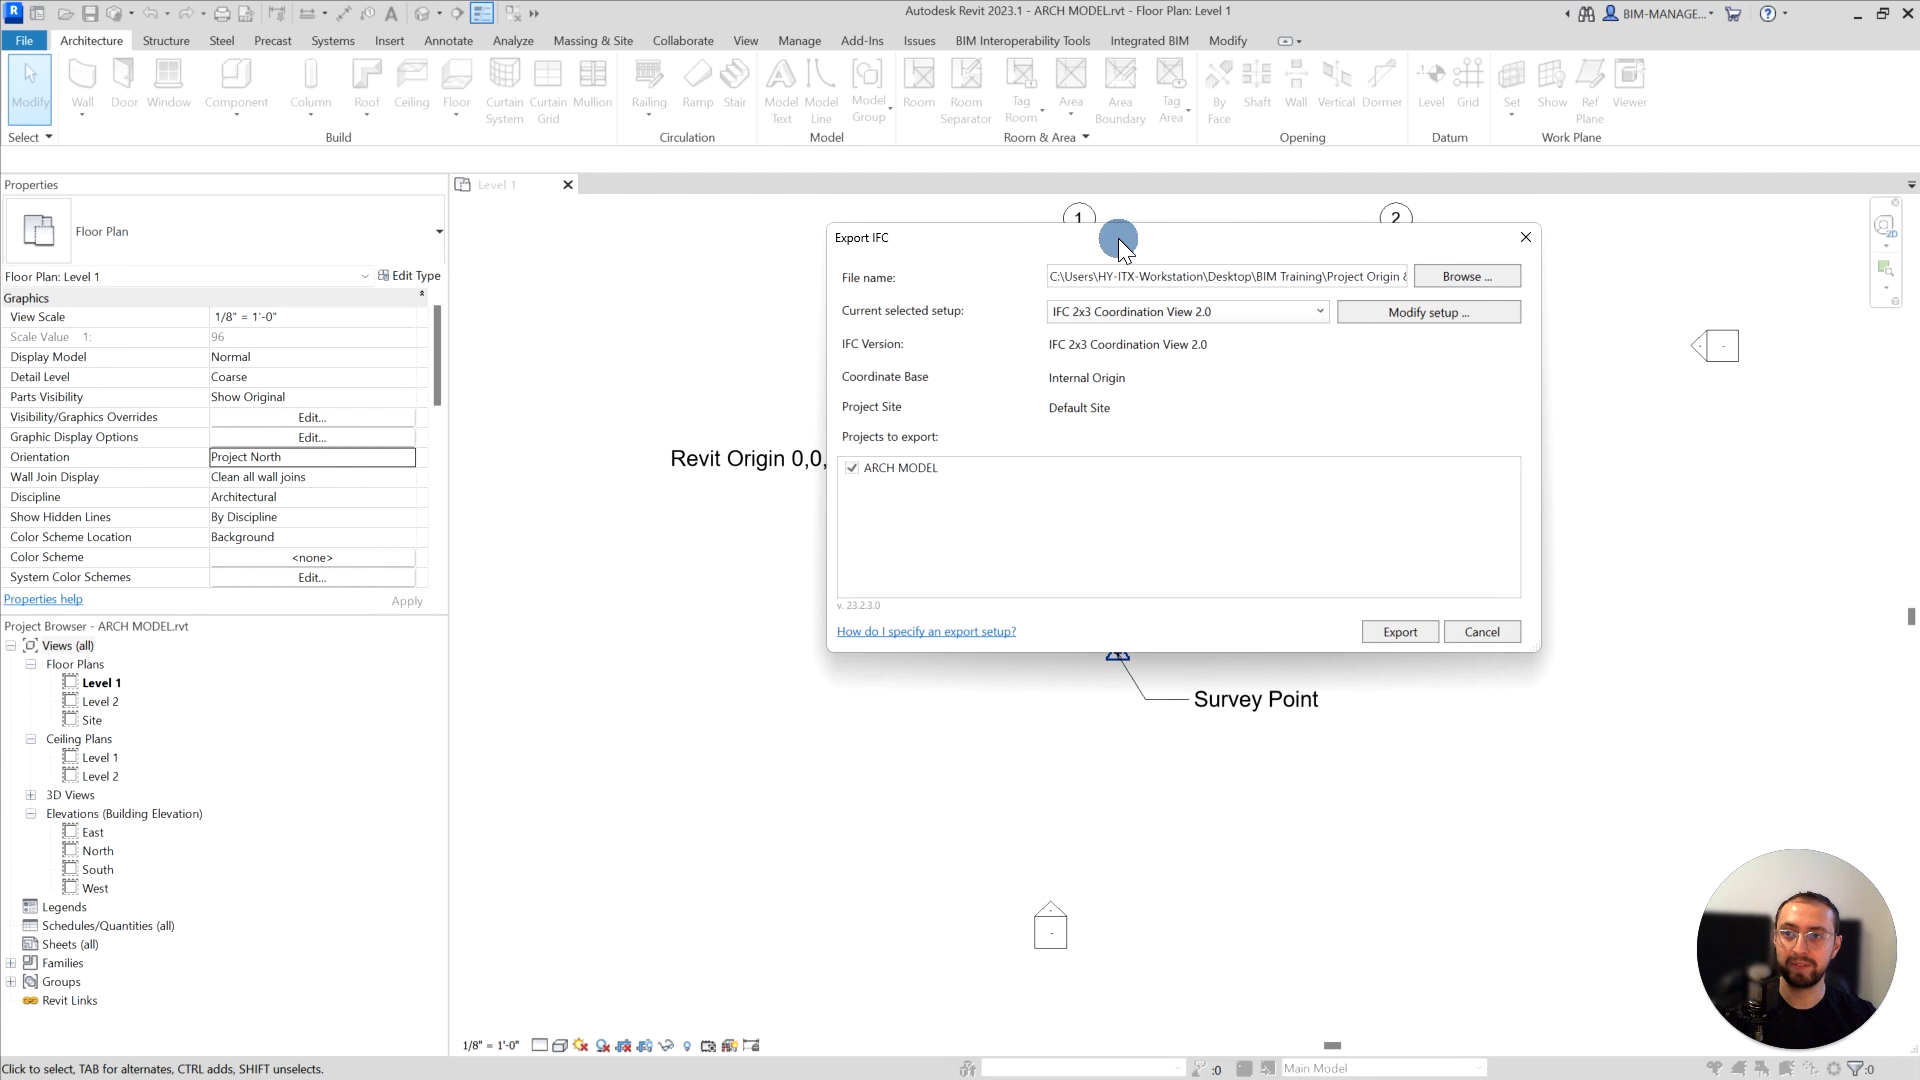 Autodesk Revit 2023.1 - ARCH MODEL.rvt - Floor Plan: Level 1
BIM-MANAGE...
File Architecture Structure Steel Precast Systems Insert Annotate Analyze Massing & Site Collaborate View Manage Add-Ins Issues BIM Interoperability Tools Integrated BIM Modify
Modify Wall Door Window Component Column Roof Ceiling Floor Curtain System Curtain Grid Mullion Railing Ramp Stair Model Text Model Line Model Group Room Room Separator Tag Room Area Area Boundary Tag Area By Face Shaft Wall Vertical Dormer Level Grid Set Show Ref Plane Viewer
Select Build Circulation Model Room & Area Opening Datum Work Plane
Properties
Floor Plan
Floor Plan: Level 1 Edit Type
Graphics
View Scale 1/8" = 1'-0"
Scale Value 1: 96
Display Model Normal
Detail Level Coarse
Parts Visibility Show Original
Visibility/Graphics Overrides Edit...
Graphic Display Options Edit...
Orientation Project North
Wall Join Display Clean all wall joins
Discipline Architectural
Show Hidden Lines By Discipline
Color Scheme Location Background
Color Scheme <none>
System Color Schemes Edit...
Properties help Apply
Project Browser - ARCH MODEL.rvt
Views (all)
Floor Plans
Level 1
Level 2
Site
Ceiling Plans
Level 1
Level 2
3D Views
Elevations (Building Elevation)
East
North
South
West
Legends
Schedules/Quantities (all)
Sheets (all)
Families
Groups
Revit Links
Level 1
1 2
2D
Revit Origin 0,0,
Export IFC
File name: C:\Users\HY-ITX-Workstation\Desktop\BIM Training\Project Origin & Browse ...
Current selected setup: IFC 2x3 Coordination View 2.0 Modify setup ...
IFC Version: IFC 2x3 Coordination View 2.0
Coordinate Base Internal Origin
Project Site Default Site
Projects to export:
ARCH MODEL
v. 23.2.3.0
How do I specify an export setup? Export Cancel
Survey Point
1/8" = 1'-0"
Click to select, TAB for alternates, CTRL adds, SHIFT unselects. :0 Main Model :0